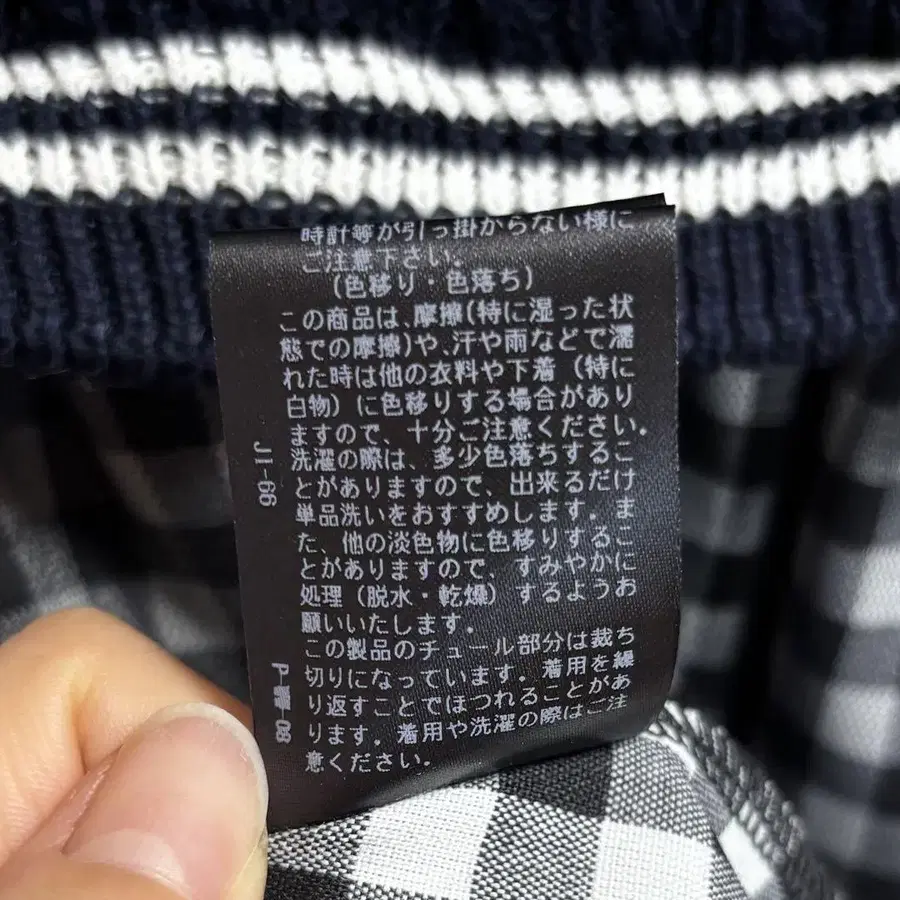 時計等が引っ掛からない様に
ご注意下さい。
(色移り・色落ち)
この商品は、摩擦(特に湿った状
態での摩擦)や、汗や雨などで濡
れた時は他の衣料や下着(特に
白物)に色移りする場合があり
ますので、十分ご注意ください。
洗濯の際は、多少色落ちするこ
とがありますので、出来るだけ
単品洗いをおすすめします。ま
た、他の淡色物に色移りするこ
とがありますので、すみやかに
処理(脱水・乾燥)するようお
願いいたします。
この製品のチュール部分は裁ち
切りになっています。着用を繰
り返すことでほつれることがあ
ります。着用や洗濯の際はご注
意ください。
JI-66